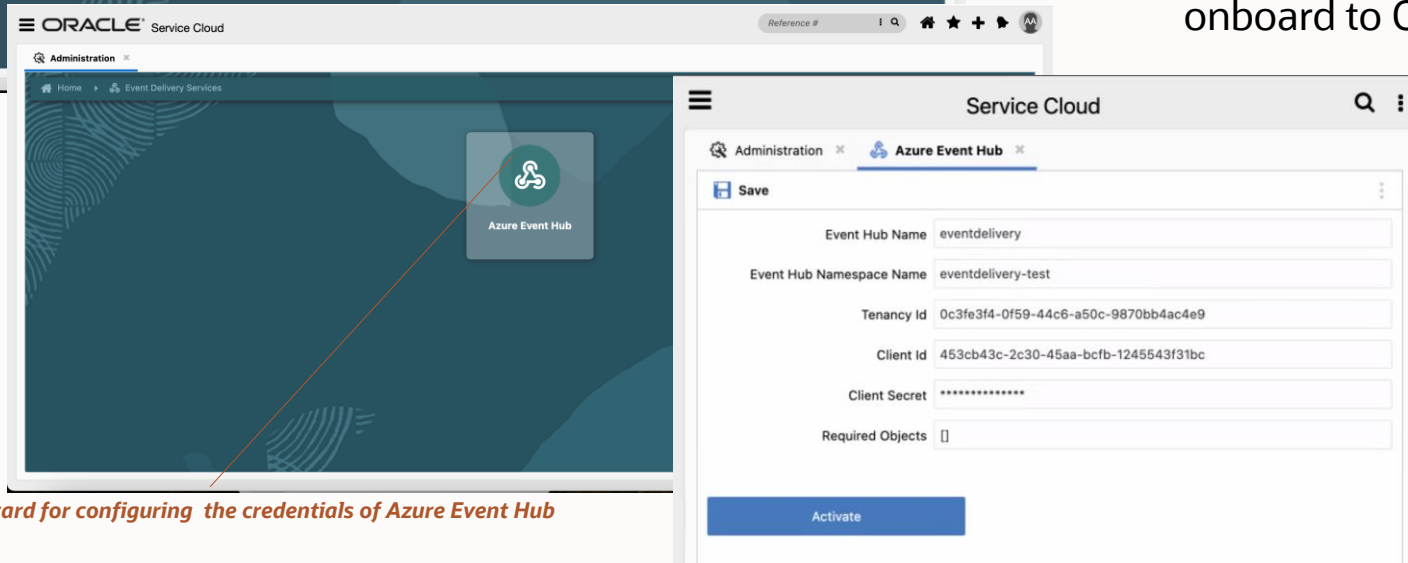 onboard to
ORACLE Service Cloud
Reference #
Administration
Home Event Delivery Services
Azure Event Hub
for configuring the credentials of Azure Event Hub
Service Cloud
Administration Azure Event Hub
Save
Event Hub Name eventdelivery
Event Hub Namespace Name eventdelivery-test
Tenancy Id 0c3fe3f4-0f59-44c6-a50c-9870bb4ac4e9
Client Id 453cb43c-2c30-45aa-bcfb-1245543f31bc
Client Secret **************
Required Objects []
Activate